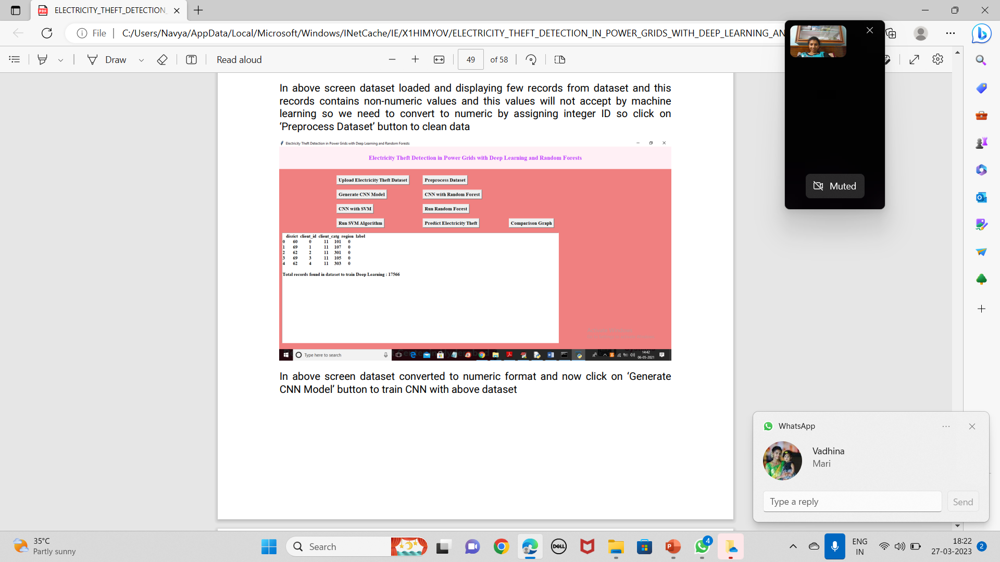 ELECTRICITY_THEFT_DETECTION_
File
C:/Users/Navya/AppData/Local/Microsoft/Windows/INetCache/IE/X1HIMYOV/ELECTRICITY_THEFT_DETECTION_IN_POWER_GRIDS_WITH_DEEP_LEARNING_AN
Draw
Read aloud
49 of 58
Muted
In above screen dataset loaded and displaying few records from dataset and this
records contains non-numeric values and this values will not accept by machine
learning so we need to convert to numeric by assigning integer ID so click on
‘Preprocess Dataset’ button to clean data
Electricity Theft Detection in Power Grids with Deep Learning and Random Forests
Electricity Theft Detection in Power Grids with Deep Learning and Random Forests
Upload Electricity Theft Dataset Preprocess Dataset
Generate CNN Model CNN with Random Forest
CNN with SVM Run Random Forest
Run SVM Algorithm Predict Electricity Theft Comparison Graph
disrict client_id client_catg region label
0 60 0 11 101 0
1 69 1 11 107 0
2 62 2 11 301 0
3 69 3 11 105 0
4 62 4 11 303 0
Total records found in dataset to train Deep Learning : 17566
Type here to search
14:42
06-05-2021
In above screen dataset converted to numeric format and now click on ‘Generate
CNN Model’ button to train CNN with above dataset
WhatsApp
Vadhina
Mari
Type a reply
Send
35°C
Partly sunny
Search
DELL
4
ENG
IN
18:22
27-03-2023
2